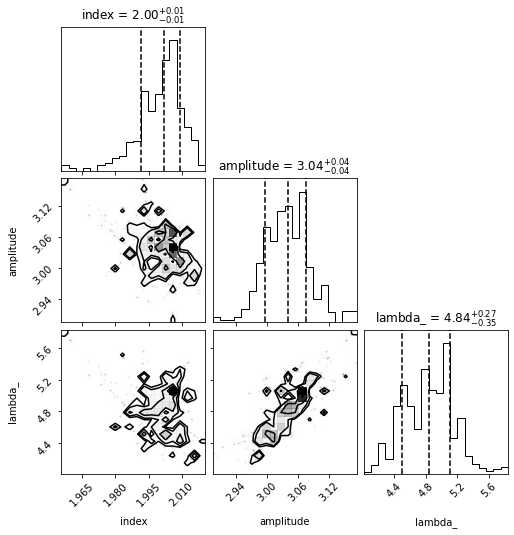 index = 2.00+0.01−0.01
amplitude = 3.04+0.04−0.04
lambda_ = 4.84+0.27−0.35
amplitude
3.12
3.06
3.00
2.94
lambda_
5.6
5.2
4.8
4.4
1.965
1.980
1.995
2.010
index
2.94
3.00
3.06
3.12
amplitude
4.4
4.8
5.2
5.6
lambda_